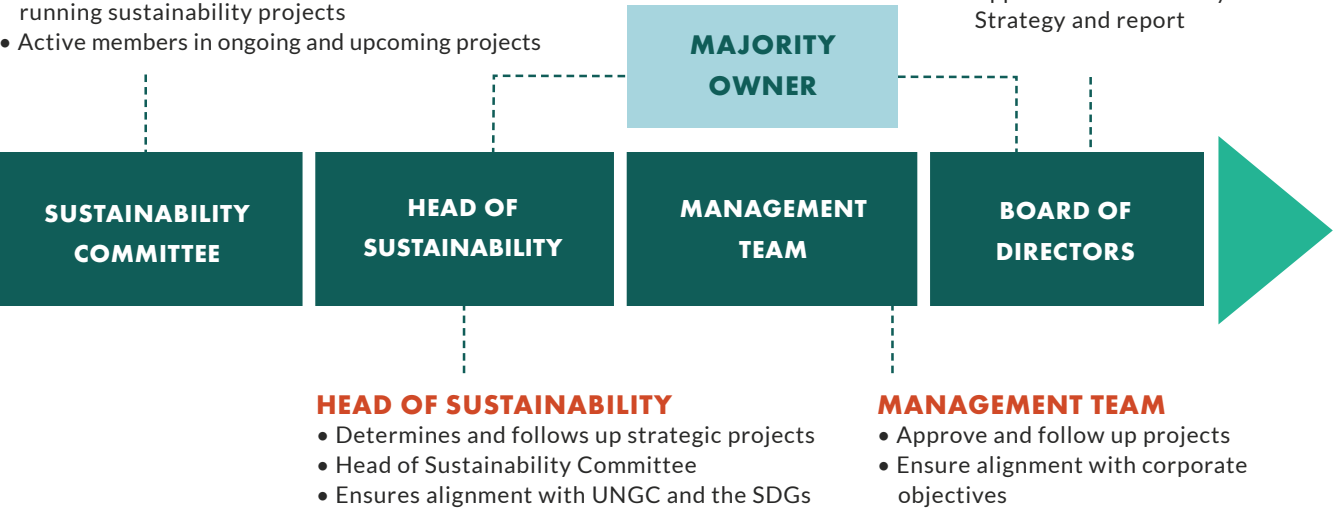 running sustainability projects
• Active members in ongoing and upcoming projects
Strategy and report
MAJORITY
OWNER
SUSTAINABILITY
COMMITTEE
HEAD OF
SUSTAINABILITY
MANAGEMENT
TEAM
BOARD OF
DIRECTORS
HEAD OF SUSTAINABILITY
• Determines and follows up strategic projects
• Head of Sustainability Committee
• Ensures alignment with UNGC and the SDGs
MANAGEMENT TEAM
• Approve and follow up projects
• Ensure alignment with corporate
objectives